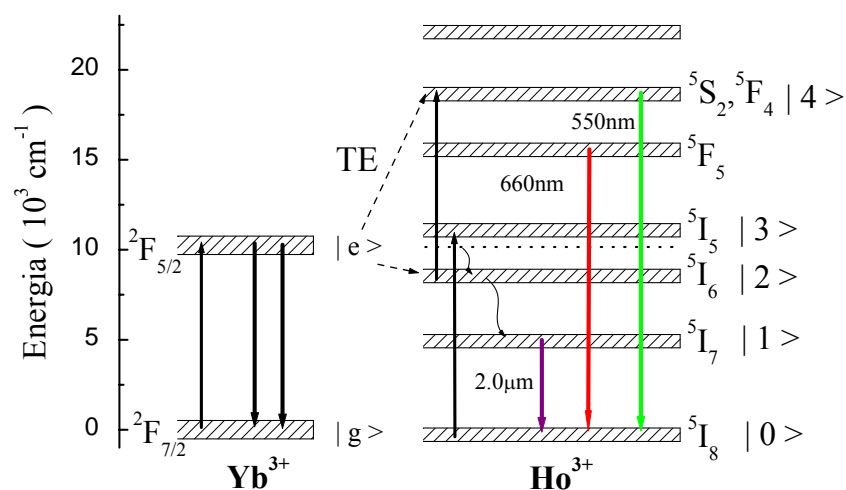 Energia ( 10³ cm⁻¹ )
20
15
10
5
0
²F₅/₂
| e >
²F₇/₂
| g >
Yb³⁺
TE
⁵S₂,⁵F₄ | 4 >
550nm
⁵F₅
660nm
⁵I₅ | 3 >
⁵I₆ | 2 >
⁵I₇ | 1 >
2.0μm
⁵I₈ | 0 >
Ho³⁺